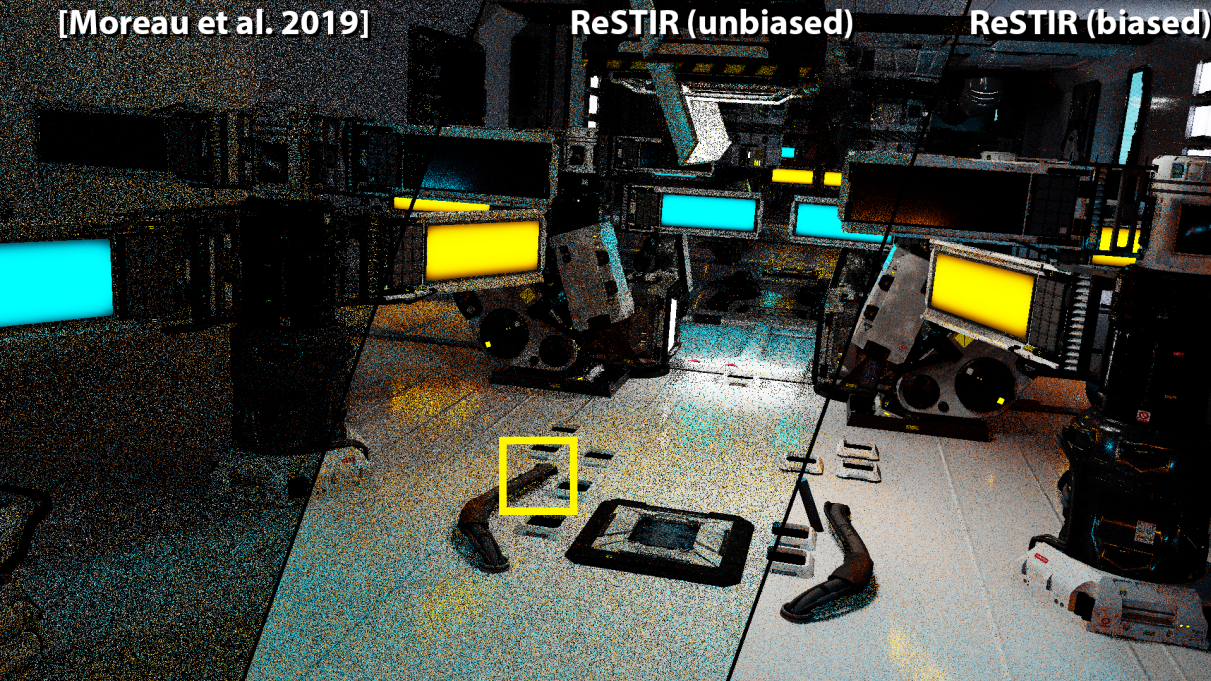 [Moreau et al. 2019]
ReSTIR (unbiased)
ReSTIR (biased)